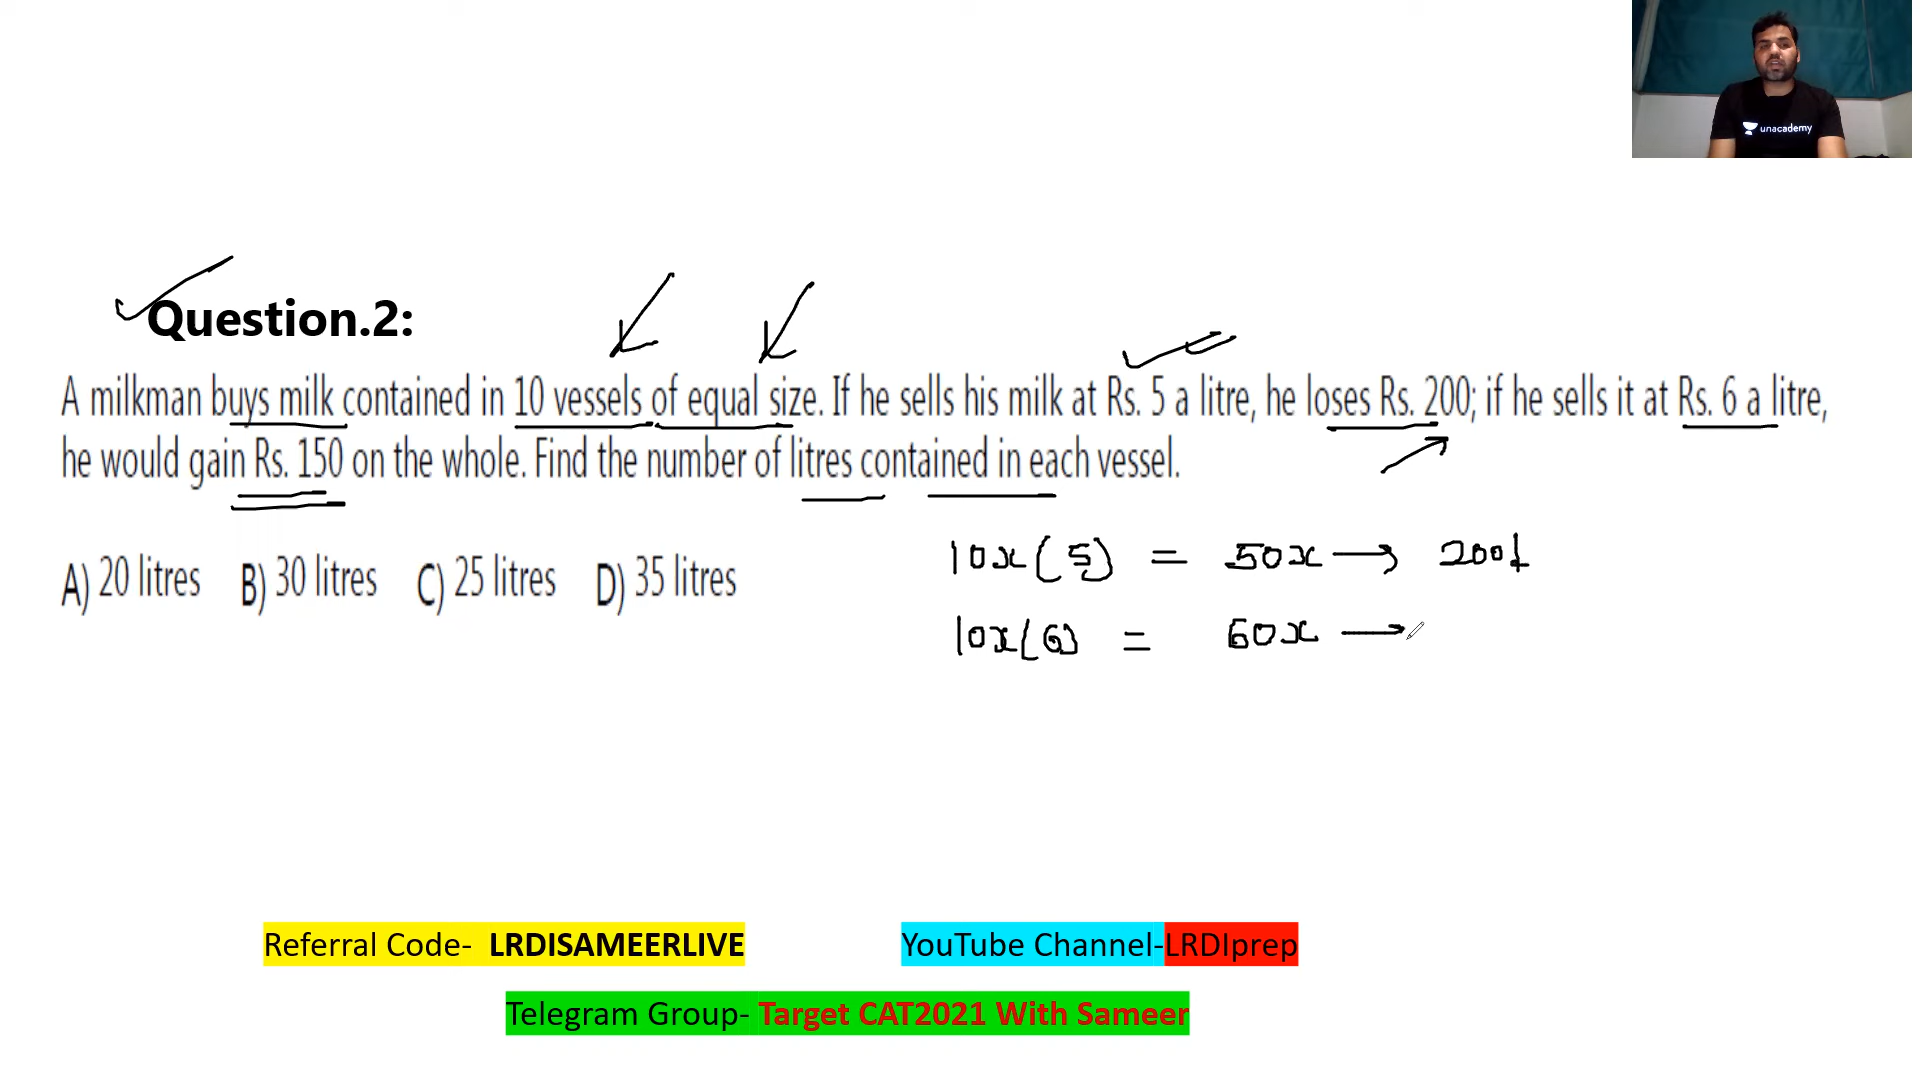 unacademy
Question.2:
A milkman buys milk contained in 10 vessels of equal size. If he sells his milk at Rs. 5 a litre, he loses Rs. 200; if he sells it at Rs. 6 a litre,
he would gain Rs. 150 on the whole. Find the number of litres contained in each vessel.
10x(5) = 50x → 200↓
A) 20 litres B) 30 litres C) 25 litres D) 35 litres
10x(6) = 60x →
Referral Code- LRDISAMEERLIVE YouTube Channel-LRDIprep
Telegram Group- Target CAT2021 With Sameer